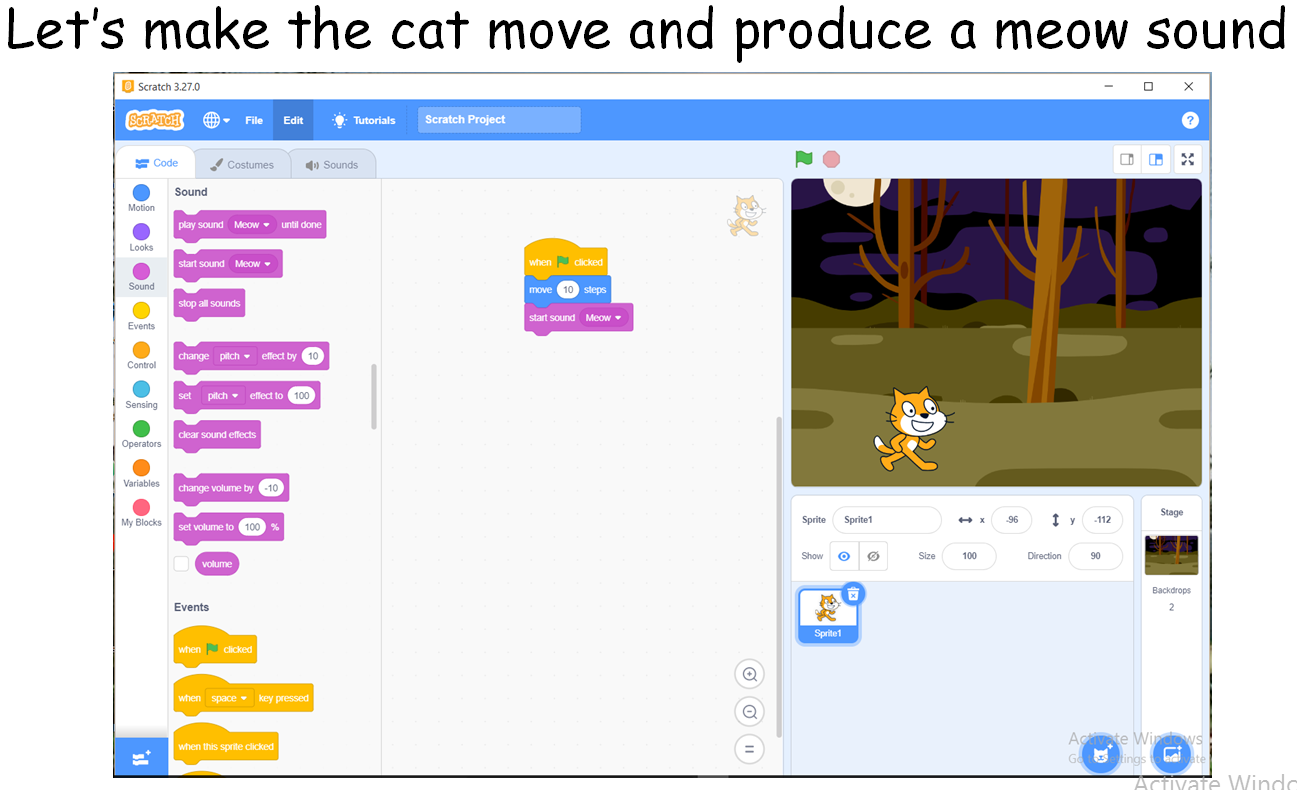 Let's make the cat move and produce a meow sound
Scratch 3.27.0
SCRATCH File Edit Tutorials Scratch Project ?
Code Costumes Sounds
Motion
Looks
Sound
Events
Control
Sensing
Operators
Variables
My Blocks
Sound
play sound Meow until done
start sound Meow
stop all sounds
change pitch effect by 10
set pitch effect to 100
clear sound effects
change volume by -10
set volume to 100 %
volume
Events
when clicked
when space key pressed
when this sprite clicked
when clicked
move 10 steps
start sound Meow
Sprite Sprite1 x -96 y -112
Show Size 100 Direction 90
Sprite1
Stage
Backdrops
2
Activate Windows
Go to Settings to activate
Activate Windo